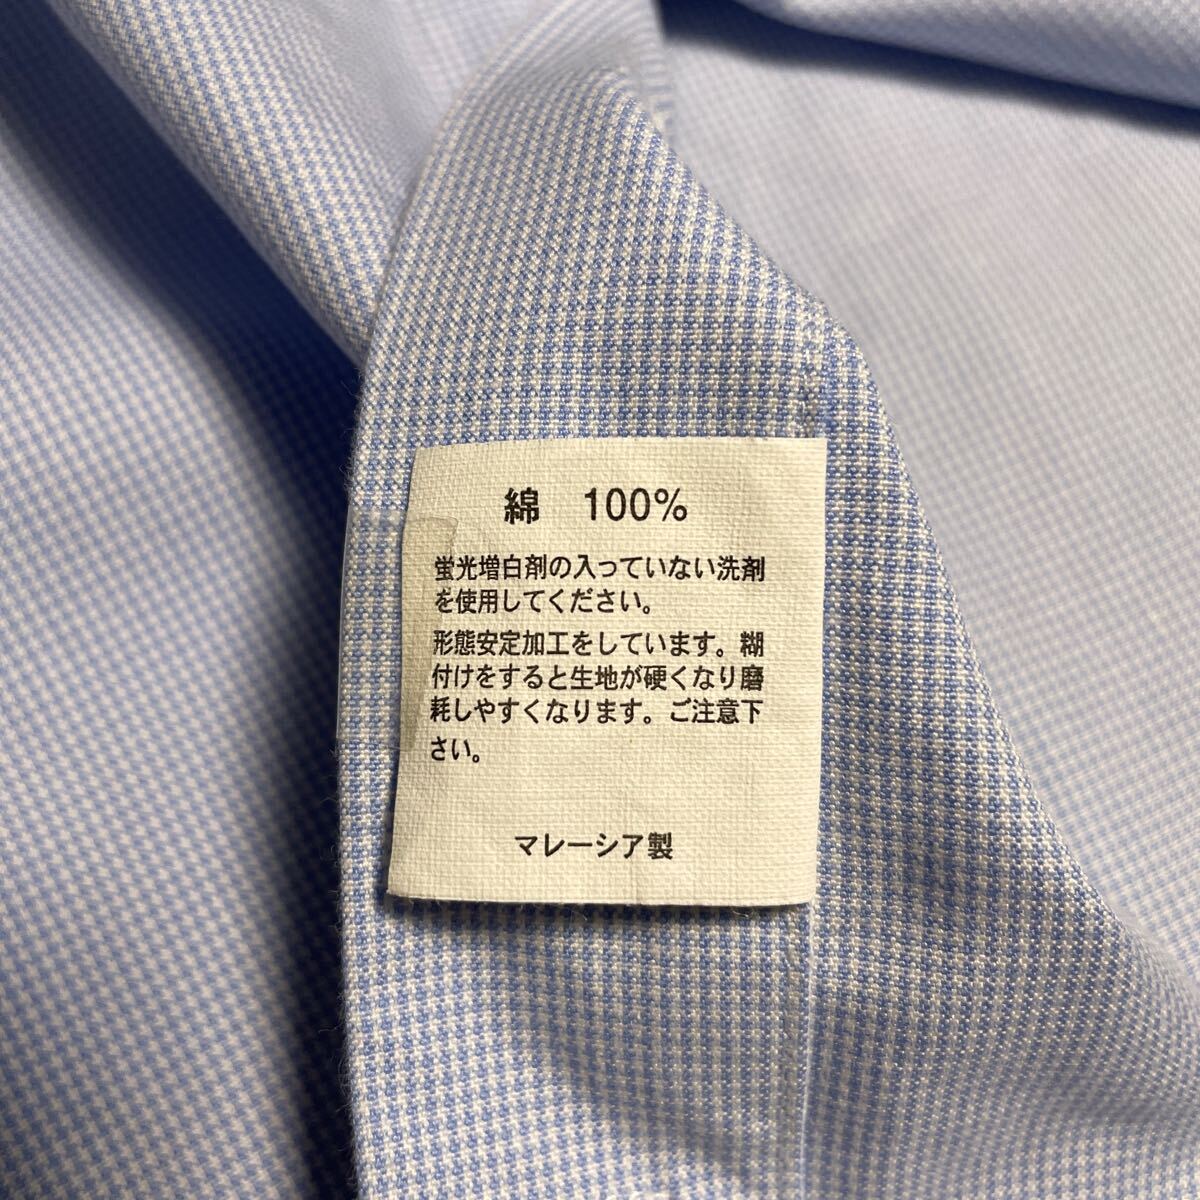 綿　100%
蛍光増白剤の入っていない洗剤
を使用してください。
形態安定加工をしています。糊
付けをすると生地が硬くなり磨
耗しやすくなります。ご注意下
さい。
マレーシア製